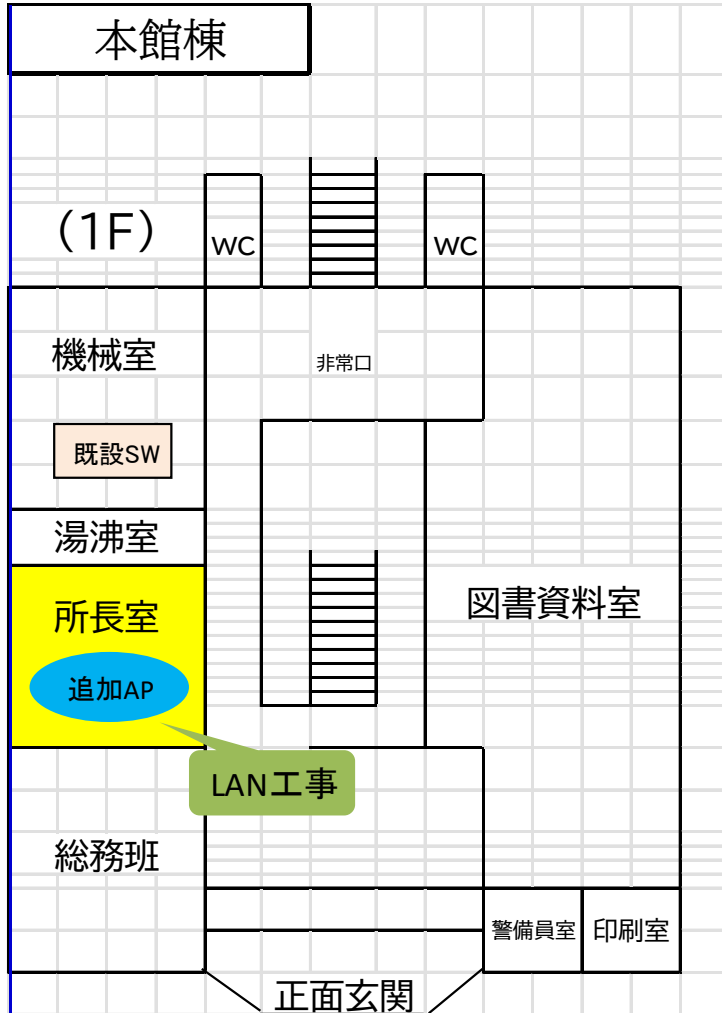 本館棟
(1F)
WC
WC
機械室
非常口
既設SW
湯沸室
所長室
図書資料室
追加AP
LAN工事
総務班
警備員室
印刷室
正面玄関